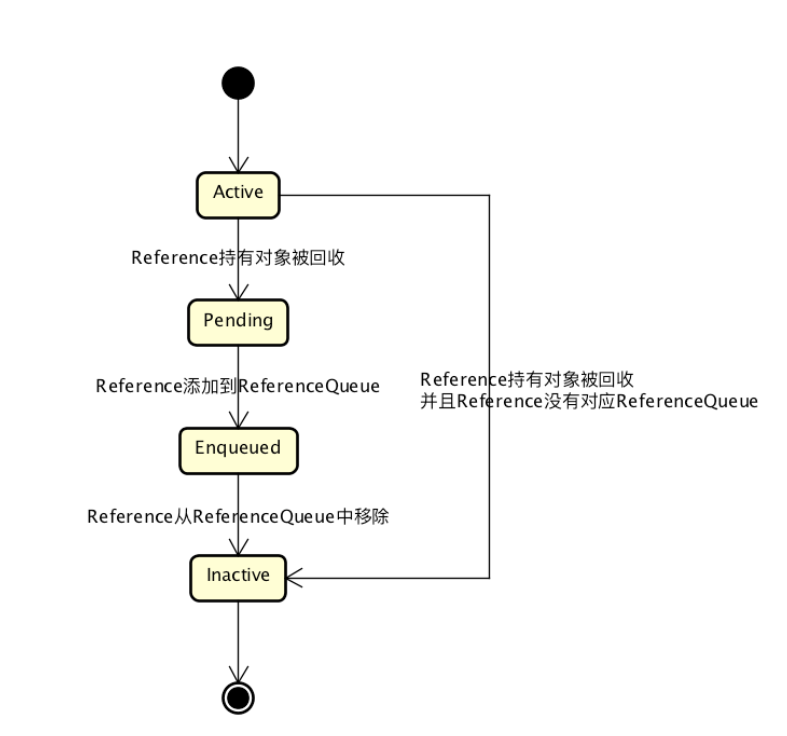 Active
Reference持有对象被回收
Pending
Reference添加到ReferenceQueue
Reference持有对象被回收
并且Reference没有对应ReferenceQueue
Enqueued
Reference从ReferenceQueue中移除
Inactive